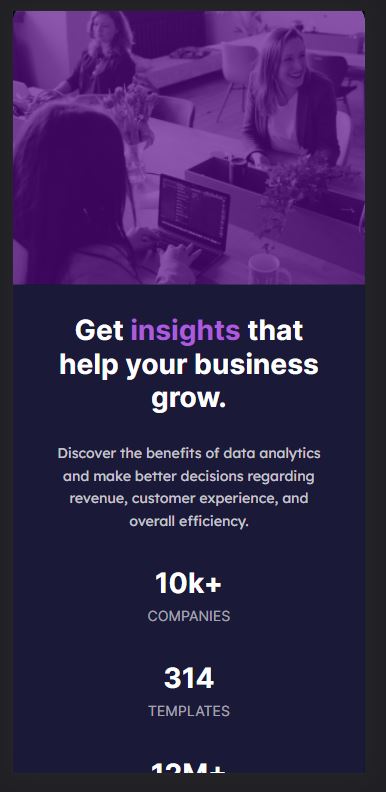 Get insights that
help your business
grow.
Discover the benefits of data analytics
and make better decisions regarding
revenue, customer experience, and
overall efficiency.
10k+
COMPANIES
314
TEMPLATES
12M+